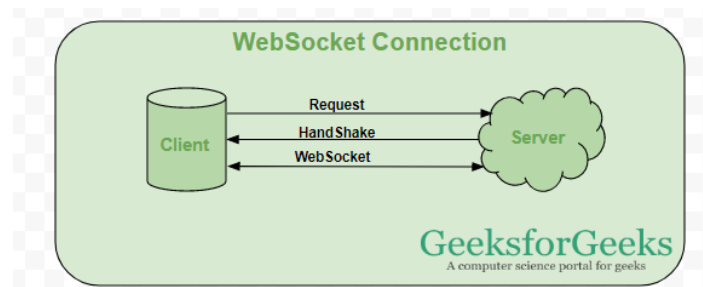 WebSocket Connection
Request
HandShake
Client
Server
WebSocket
GeeksforGeeks
A computer science portal for geeks